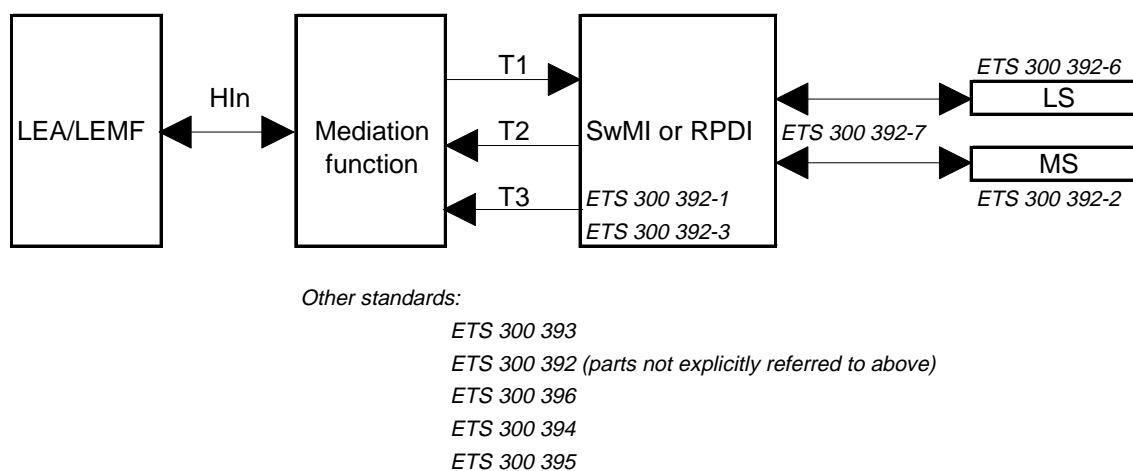 T1
ETS 300 392-6
HIn
LS
LEA/LEMF
Mediation
function
T2
SwMI or RPDI
ETS 300 392-7
MS
T3
ETS 300 392-1
ETS 300 392-2
ETS 300 392-3
Other standards:
ETS 300 393
ETS 300 392 (parts not explicitly referred to above)
ETS 300 396
ETS 300 394
ETS 300 395